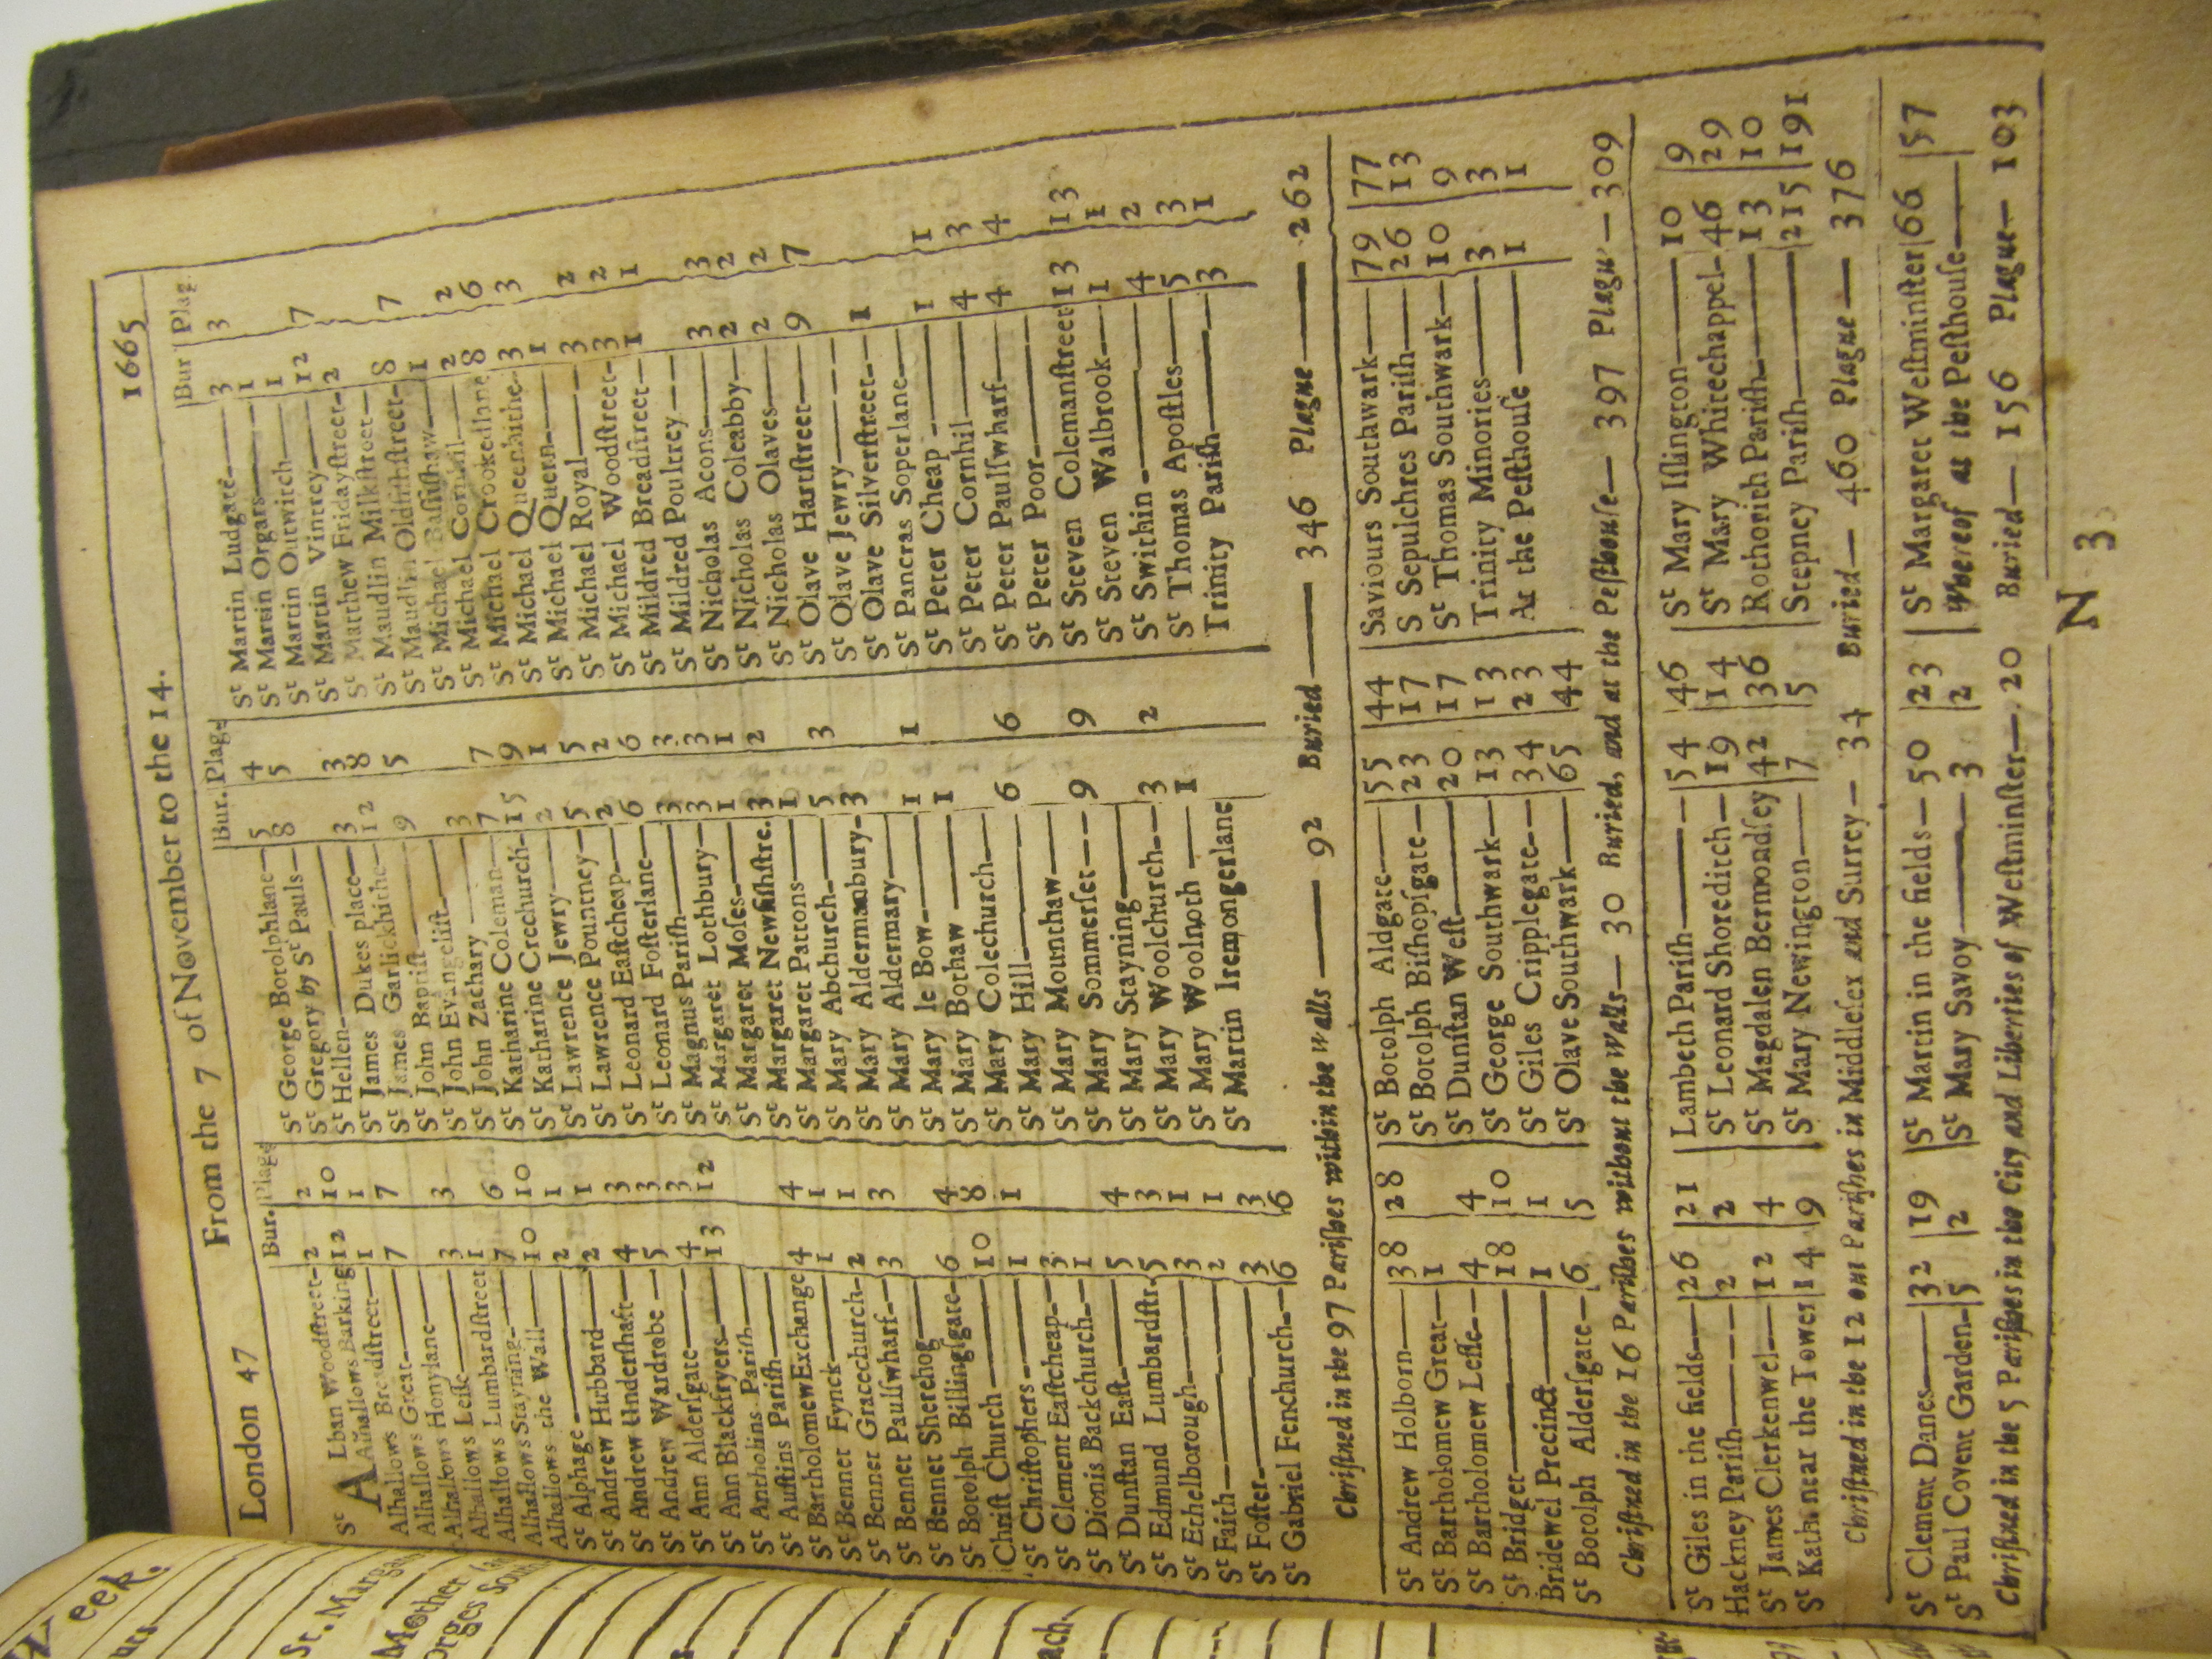 London 47 From the 7 of November to the 14. 1665
Bur. Plag.
St ALban Woodſtreet 2 2
Alhallows Barking 12 10
Alhallows Breadſtreet 1 1
Alhallows Great 7 7
Alhallows Honylane
Alhallows Leſſe 3 3
Alhallows Lumbardſtreet 1
Alhallows Stayning 7 6
Alhallows the Wall 10 10
St Alphage 2 1
St Andrew Hubbard 2 1
St Andrew Underſhaft 4 3
St Andrew Wardrobe 5 3
St Ann Alderſgate 4 3
St Ann Blackfryers 13 12
St Antholins Pariſh
St Auſtins Pariſh
St Bartholomew Exchange 4 4
St Bennet Fynck 1 1
St Bennet Gracechurch 2 1
St Bennet Paulſwharf 3 3
St Bennet Sherehog
St Botolph Billingſgate 6 4
Chriſt Church 10 8
St Chriſtophers 1 1
St Clement Eaſtcheap 3
St Dionis Backchurch 1
St Dunſtan Eaſt 5 4
St Edmund Lumbardſtr. 5 3
St Ethelborough 3 1
St Faith 2 1
St Foſter 3 3
St Gabriel Fenchurch 6 6
Bur. Plag.
St George Botolphlane 5 4
St Gregory by St Pauls 8 5
St Hellen
St James Dukes place 3 3
St James Garlickhithe 12 8
St John Baptiſt 9 5
St John Evangeliſt
St John Zachary 3
St Katharine Coleman 7 7
St Katharine Creechurch 15 9
St Lawrence Jewry 2 1
St Lawrence Pountney 5 5
St Leonard Eaſtcheap 2 2
St Leonard Foſterlane 6 6
St Magnus Pariſh 3 3
St Margaret Lothbury 3 3
St Margaret Moſes 1 1
St Margaret Newfiſhſtre. 3 2
St Margaret Pattons 1
St Mary Abchurch 5 3
St Mary Aldermanbury 3
St Mary Aldermary
St Mary le Bow 1 1
St Mary Bothaw 1
St Mary Colechurch
St Mary Hill 6 6
St Mary Mounthaw
St Mary Sommerſet 9 9
St Mary Stayning
St Mary Woolchurch 3 2
St Mary Woolnoth 1
St Martin Iremongerlane
Bur Plag.
St Martin Ludgate 3 3
St Martin Orgars 1
St Martin Outwitch 1
St Martin Vintrey 12 7
St Matthew Fridayſtreet 2
St Maudlin Milkſtreet
St Maudlin Oldfiſhſtreet 8 7
St Michael Baſſiſhaw 1
St Michael Cornhil 2 2
St Michael Crookedlane 8 6
St Michael Queenhithe 3 3
St Michael Quern 1
St Michael Royal 3 2
St Michael Woodſtreet 3 2
St Mildred Breadſtreet 1 1
St Mildred Poultrey
St Nicholas Acons 3 3
St Nicholas Coleabby 2 2
St Nicholas Olaves 2 2
St Olave Hartſtreet 9 7
St Olave Jewry
St Olave Silverſtreet 1
St Pancras Soperlane
St Peter Cheap 1 1
St Peter Cornhil 4 3
St Peter Paulſwharf 4 4
St Peter Poor
St Steven Colemanſtreet 13 13
St Steven Walbrook 1 1
St Swithin 4 2
St Thomas Apoſtles 5 3
Trinity Pariſh 3 1
Chriſtned in the 97 Pariſhes within the Walls — 92 Buried — 346 Plague — 262
St Andrew Holborn 38 28
St Bartholomew Great 1
St Bartholomew Leſſe 4 4
St Bridget 18 10
Bridewel Precinct 1 1
St Botolph Alderſgate 6 5
St Botolph Aldgate 55 44
St Botolph Biſhopſgate 23 17
St Dunſtan Weſt 20 17
St George Southwark 13 13
St Giles Cripplegate 34 23
St Olave Southwark 65 44
Saviours Southwark 79 77
S Sepulchres Pariſh 26 13
St Thomas Southwark 10 9
Trinity Minories 3 3
At the Peſthouſe 1 1
Chriſtned in the 16 Pariſhes without the Walls — 30 Buried, and at the Peſthouſe — 397 Plague — 309
St Giles in the fields 26 21
Hackney Pariſh 2 2
St James Clerkenwel 12 4
St Kath. near the Tower 14 9
Lambeth Pariſh 54 46
St Leonard Shoreditch 19 14
St Magdalen Bermondſey 42 36
St Mary Newington 7 5
St Mary Iſlington 10 9
St Mary Whitechappel 46 29
Rothorith Pariſh 13 10
Stepney Pariſh 215 191
Chriſtned in the 12 out Pariſhes in Middleſex and Surrey — 34 Buried — 460 Plague — 376
St Clement Danes 32 19
St Paul Covent Garden 5 2
St Martin in the fields 50 23
St Mary Savoy 3 2
St Margaret Weſtminſter 66 57
Whereof at the Peſthouſe
Chriſtned in the 5 Pariſhes in the City and Liberties of Weſtminſter — 20 Buried — 156 Plague — 103
N 3
Week.
St. Marga
Mother